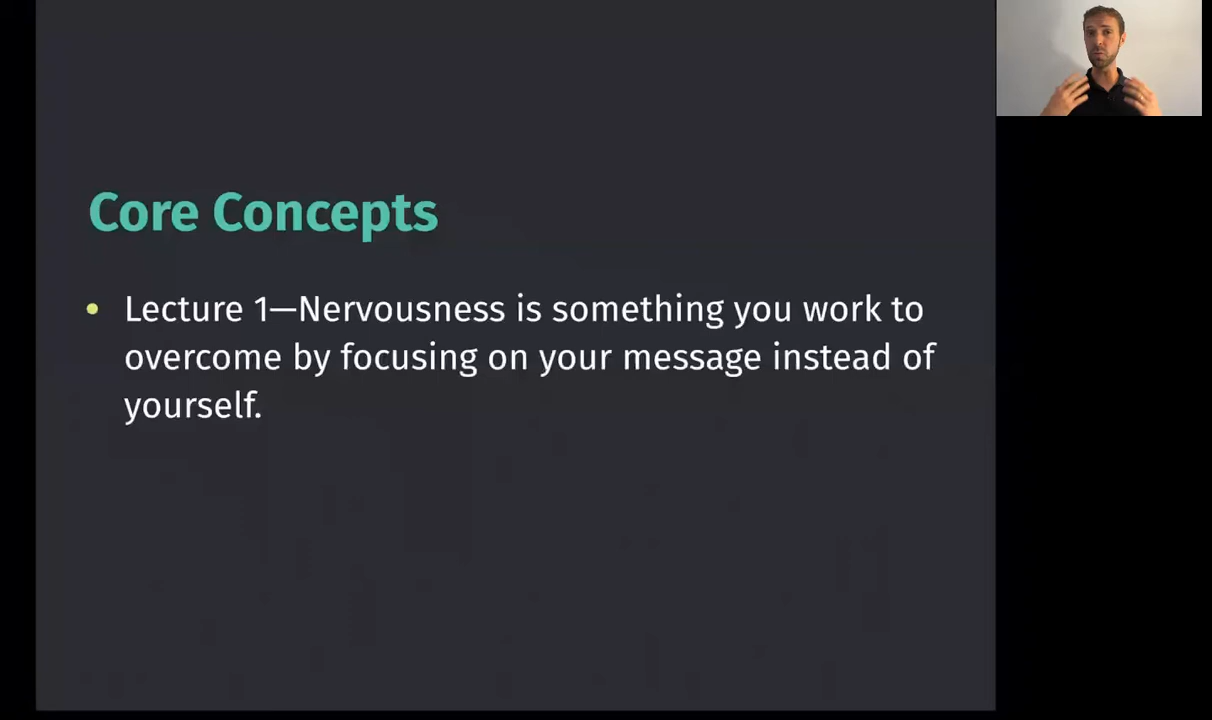 Core Concepts
• Lecture 1—Nervousness is something you work to
overcome by focusing on your message instead of
yourself.